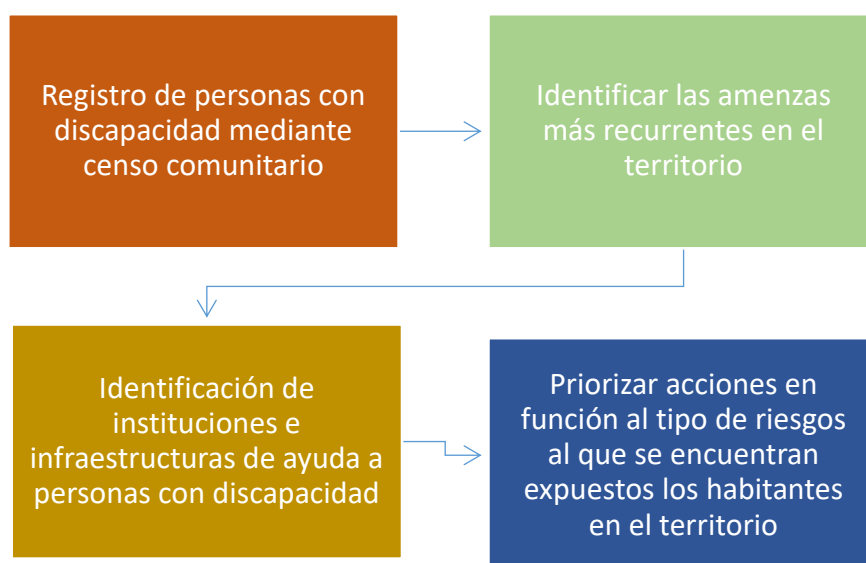 Registro de personas con
discapacidad mediante
censo comunitario
Identificar las amenzas
más recurrentes en el
territorio
Identificación de
instituciones e
infraestructuras de ayuda a
personas con discapacidad
Priorizar acciones en
función al tipo de riesgos
al que se encuentran
expuestos los habitantes
en el territorio